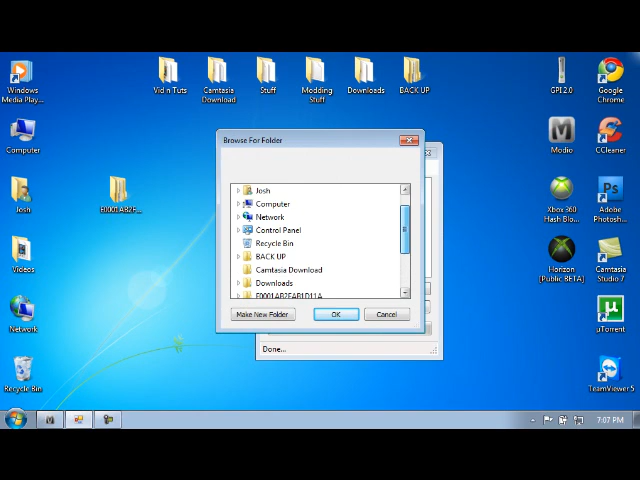 Windows
Media Play...
Vid n Tuts
Camtasia
Download
Stuff
Modding
Stuff
Downloads
BACK UP
GPI 2.0
Google
Chrome
Computer
Modio
CCleaner
Josh
E0001AB2F...
Xbox 360
Hash Blo...
Adobe
Photosh...
Videos
Horizon
[Public BETA]
Camtasia
Studio 7
Network
µTorrent
Recycle Bin
TeamViewer 5
Browse For Folder
Josh
Computer
Network
Control Panel
Recycle Bin
BACK UP
Camtasia Download
Downloads
E0001AB2EAB1D11A
Make New Folder
OK
Cancel
Done...
7:07 PM